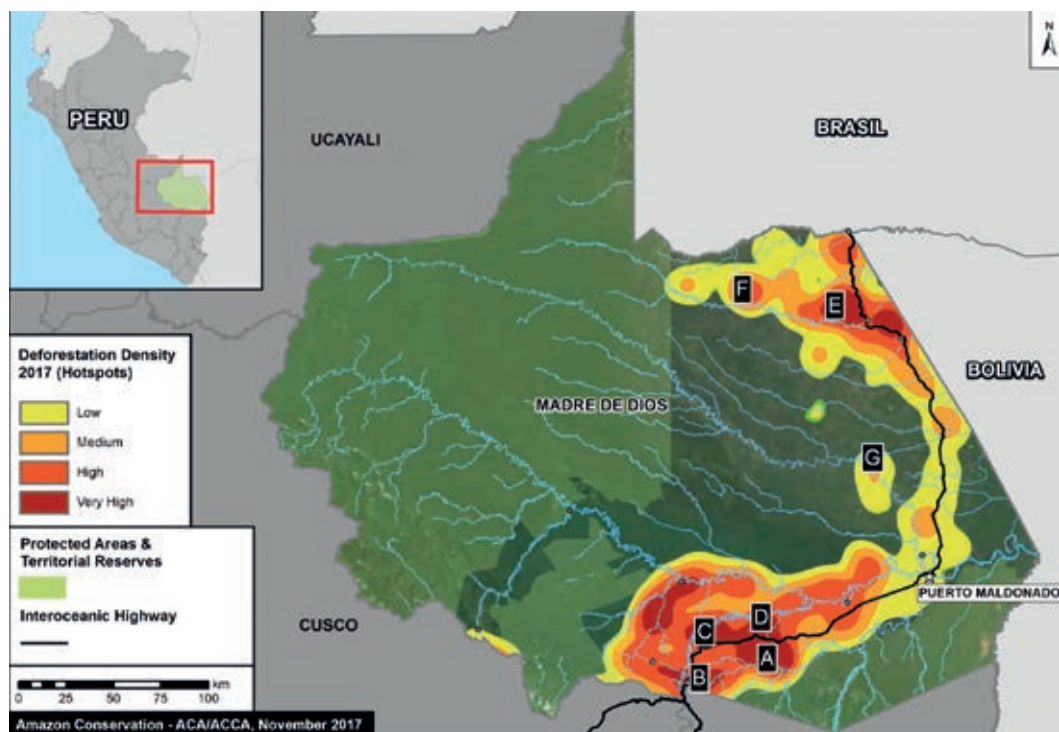 N
PERU
UCAYALI
BRASIL
F
E
Deforestation Density
2017 (Hotspots)
Low
Medium
High
Very High
BOLIVIA
MADRE DE DIOS
G
Protected Areas &
Territorial Reserves
Interoceanic Highway
PUERTO MALDONADO
CUSCO
D
C
A
B
km
0 25 50 100
Amazon Conservation - ACA/ACCA, November 2017